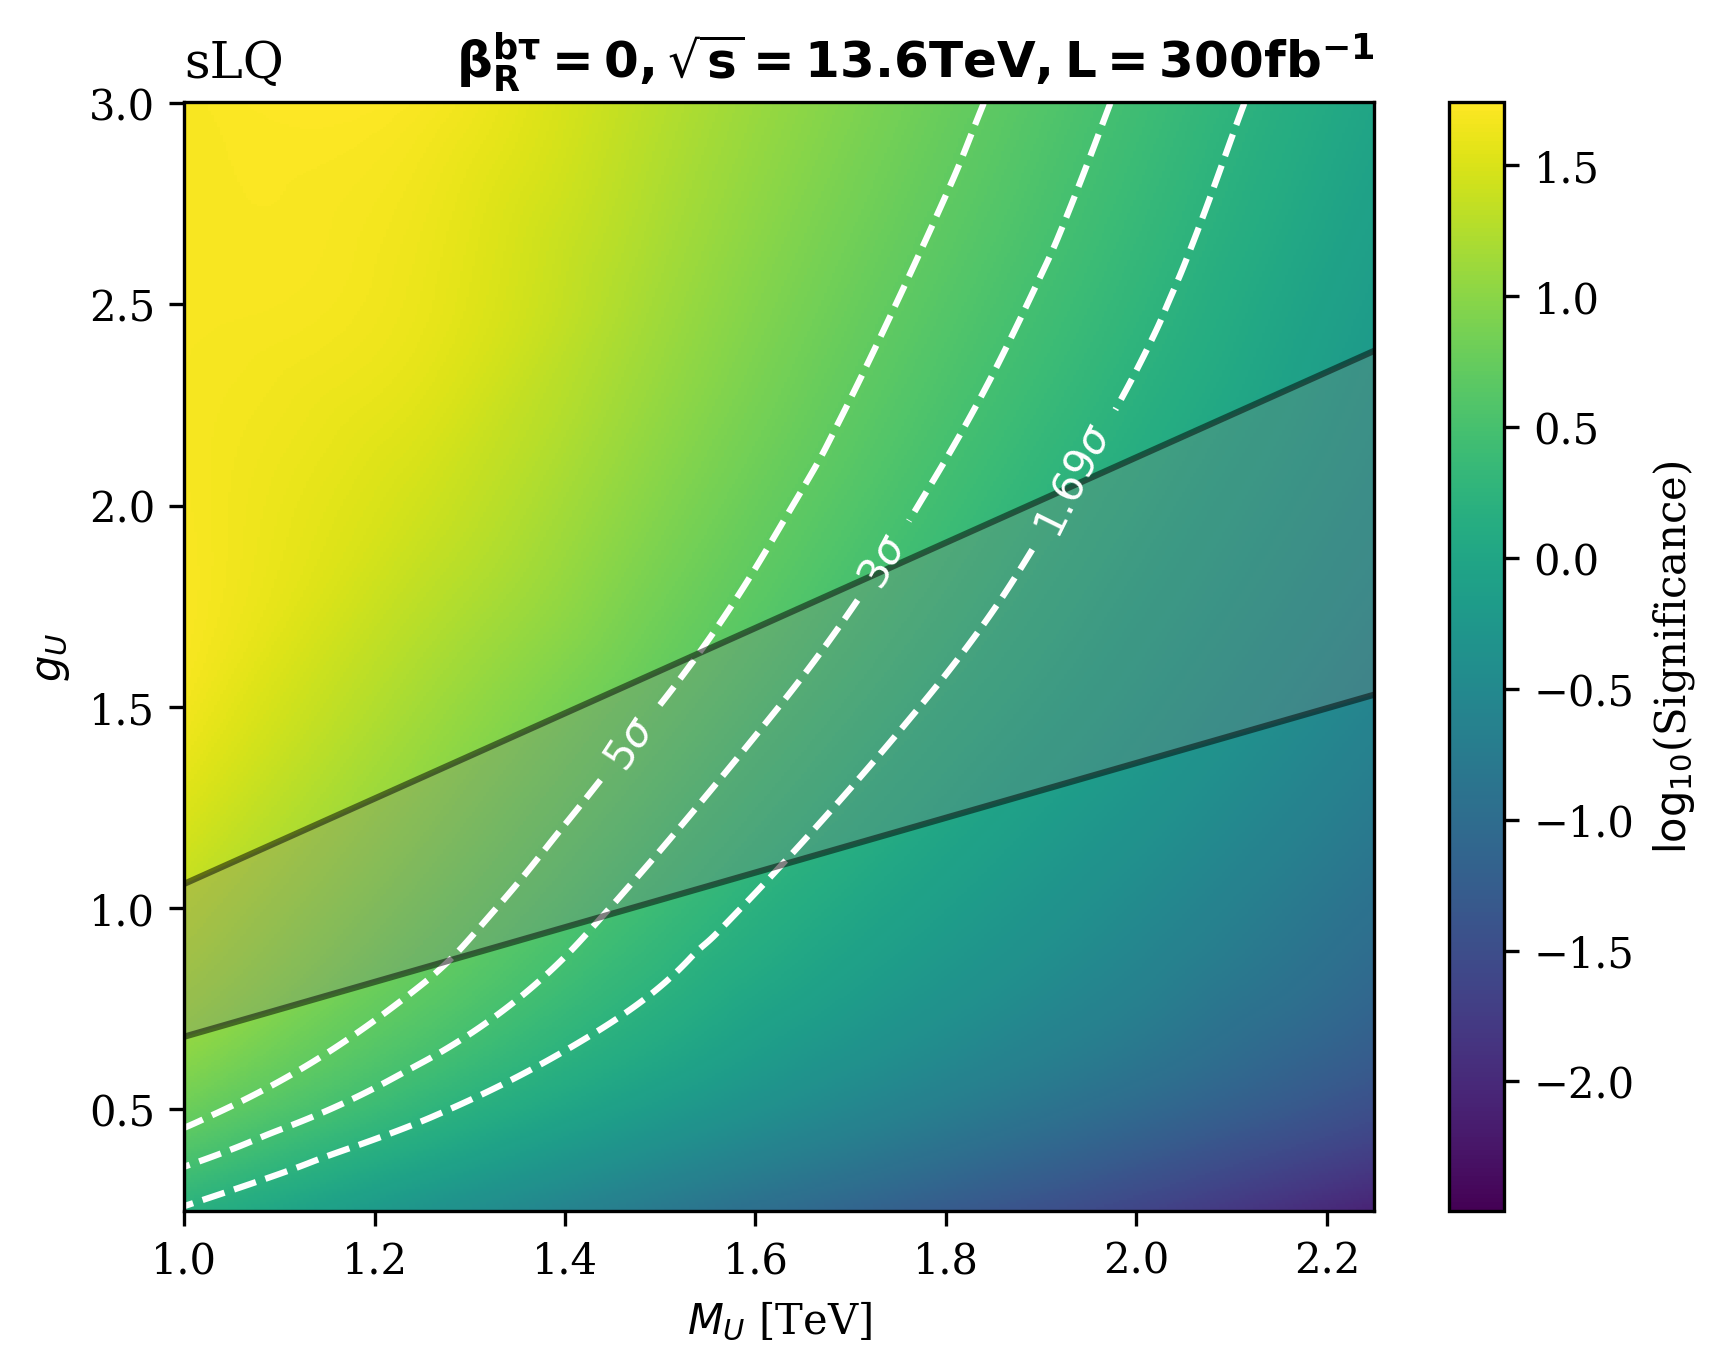 sLQ
β_R^{bτ} = 0, √s = 13.6TeV, L = 300fb⁻¹
3.0
2.5
2.0
1.5
1.0
0.5
g_U
5σ
3σ
1.69σ
1.0 1.2 1.4 1.6 1.8 2.0 2.2
M_U [TeV]
1.5
1.0
0.5
0.0
−0.5
−1.0
−1.5
−2.0
log₁₀(Significance)